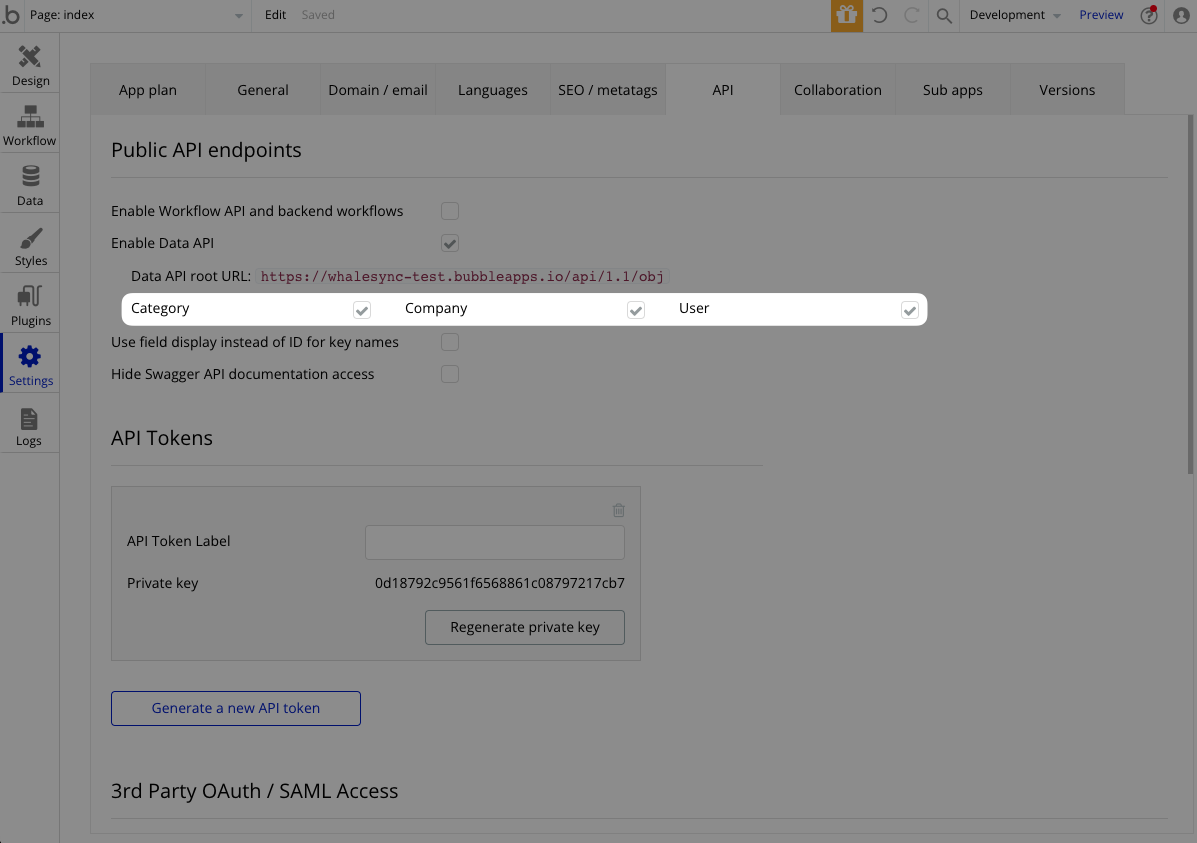 .b Page: index Edit Saved Development Preview ?
Design
Workflow
Data
Styles
Plugins
Settings
Logs
App plan General Domain / email Languages SEO / metatags API Collaboration Sub apps Versions
Public API endpoints
Enable Workflow API and backend workflows
Enable Data API
Data API root URL: https://whalesync-test.bubbleapps.io/api/1.1/obj
Category Company User
Use field display instead of ID for key names
Hide Swagger API documentation access
API Tokens
API Token Label
Private key 0d18792c9561f6568861c08797217cb7
Regenerate private key
Generate a new API token
3rd Party OAuth / SAML Access